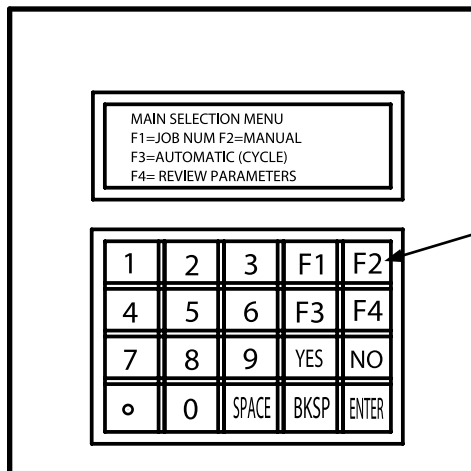 MAIN SELECTION MENU
F1=JOB NUM F2=MANUAL
F3=AUTOMATIC (CYCLE)
F4= REVIEW PARAMETERS
1 2 3 F1 F2
4 5 6 F3 F4
7 8 9 YES NO
. 0 SPACE BKSP ENTER